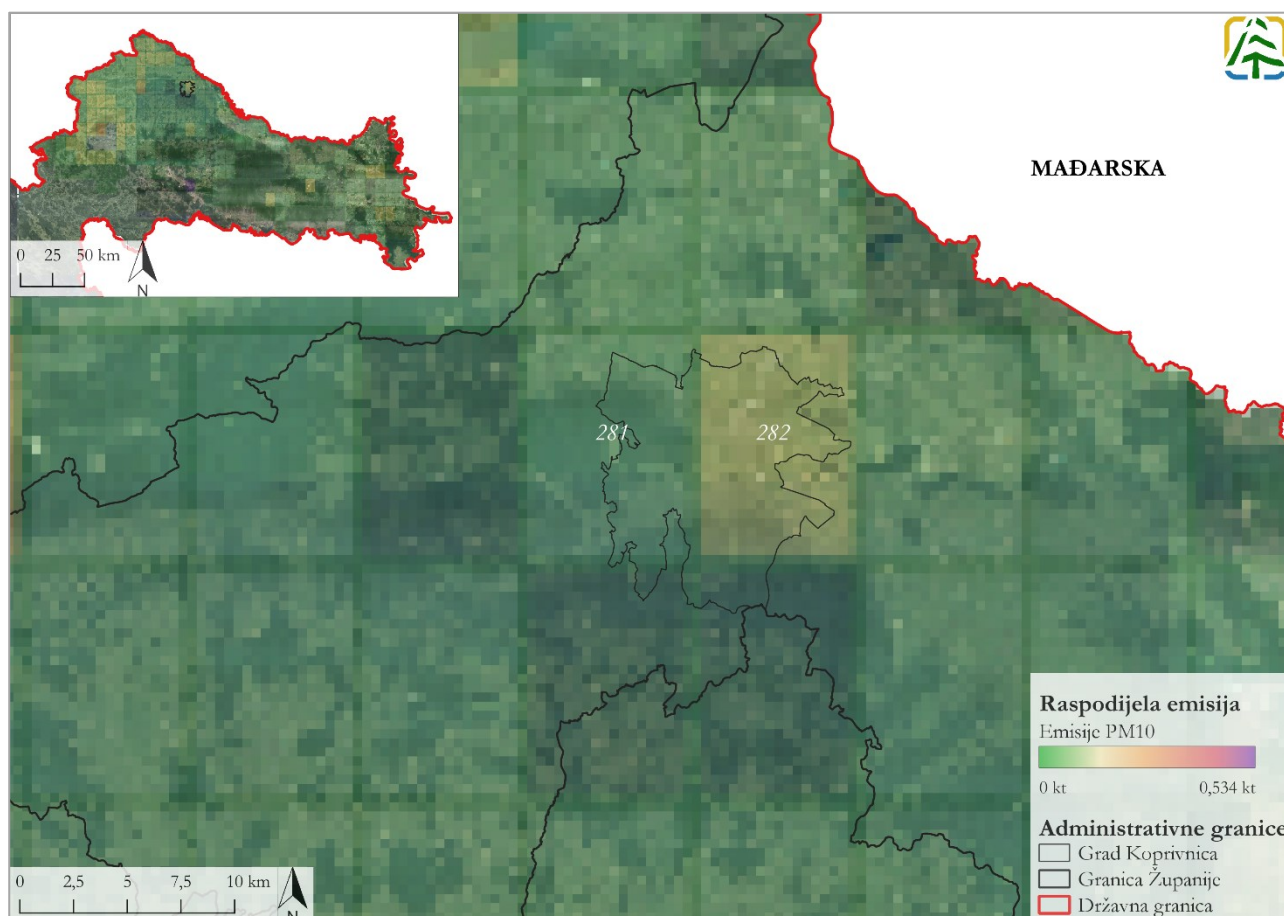 0 25 50 km
N
MAĐARSKA
281
282
Raspodijela emisija
Emisije PM10
0 kt 0,534 kt
Administrativne granice
Grad Koprivnica
Granica Županije
Državna granica
0 2,5 5 7,5 10 km
N